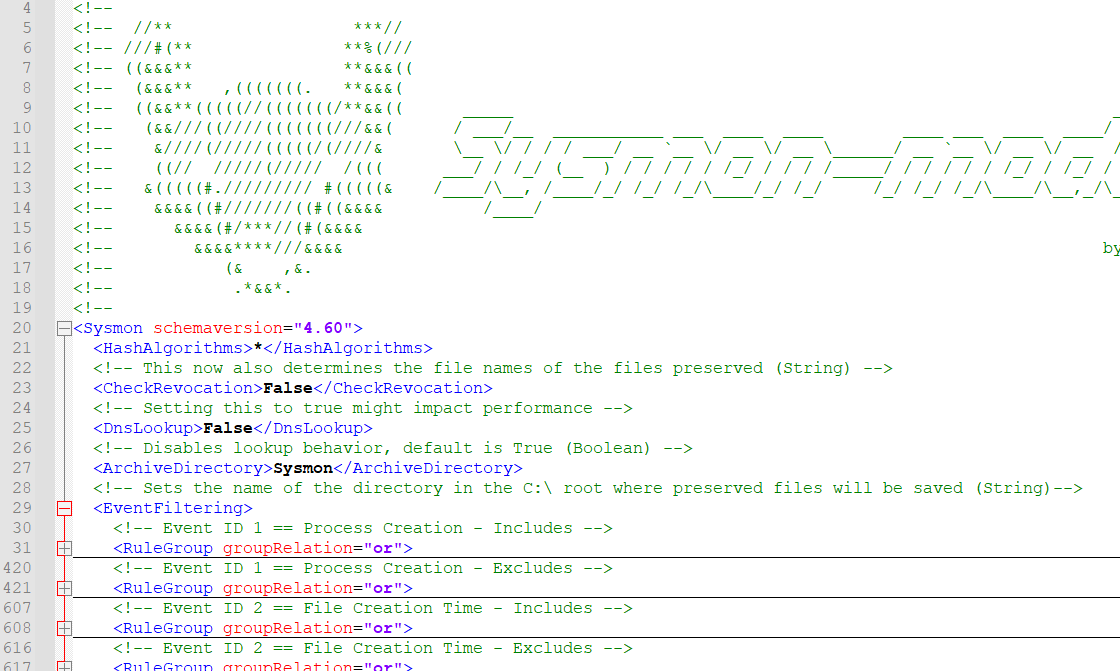 4 <!--
5 <!--  //**                  ***//
6 <!-- ///#(**               **%(///
7 <!-- ((&&&**               **&&&((
8 <!--  (&&&**   ,(((((((.   **&&&(
9 <!--  ((&&**(((((//(((((((/**&&((
10 <!--   (&&///((////(((((((///&&(
11 <!--    &////(/////(((((/(////&
12 <!--    ((//  /////(/////  /(((
13 <!--   &(((((#.///////// #(((((&
14 <!--    &&&&((#///////((#((&&&&
15 <!--      &&&&(#/***//(#(&&&&
16 <!--        &&&&****///&&&& by
17 <!--           (&    ,&.
18 <!--            .*&&*.
19 <!--
Sysmon-mod
20 <Sysmon schemaversion="4.60">
21 <HashAlgorithms>*</HashAlgorithms>
22 <!-- This now also determines the file names of the files preserved (String) -->
23 <CheckRevocation>False</CheckRevocation>
24 <!-- Setting this to true might impact performance -->
25 <DnsLookup>False</DnsLookup>
26 <!-- Disables lookup behavior, default is True (Boolean) -->
27 <ArchiveDirectory>Sysmon</ArchiveDirectory>
28 <!-- Sets the name of the directory in the C:\ root where preserved files will be saved (String)-->
29 <EventFiltering>
30 <!-- Event ID 1 == Process Creation - Includes -->
31 <RuleGroup groupRelation="or">
420 <!-- Event ID 1 == Process Creation - Excludes -->
421 <RuleGroup groupRelation="or">
607 <!-- Event ID 2 == File Creation Time - Includes -->
608 <RuleGroup groupRelation="or">
616 <!-- Event ID 2 == File Creation Time - Excludes -->
617 <RuleGroup groupRelation="or">